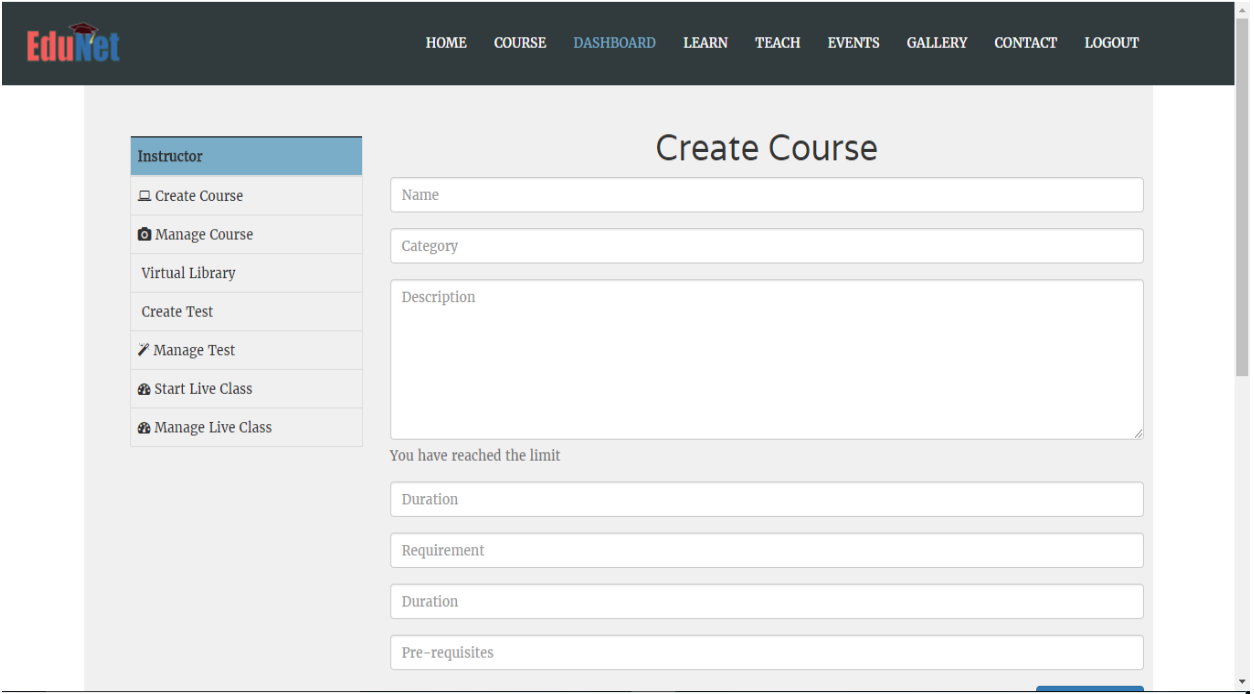 EduNet
HOME COURSE DASHBOARD LEARN TEACH EVENTS GALLERY CONTACT LOGOUT
Instructor
Create Course
Manage Course
Virtual Library
Create Test
Manage Test
Start Live Class
Manage Live Class
Create Course
Name
Category
Description
You have reached the limit
Duration
Requirement
Duration
Pre-requisites